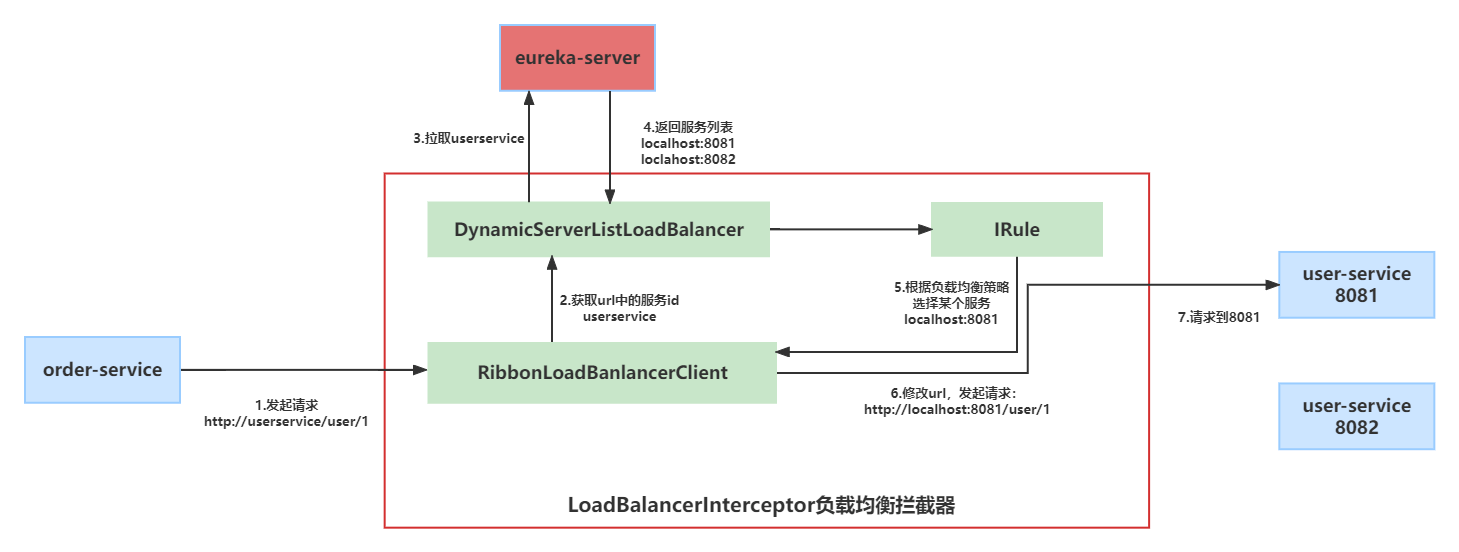 eureka-server
3.拉取userservice
4.返回服务列表
localhost:8081
loclahost:8082
DynamicServerListLoadBalancer
IRule
2.获取url中的服务id
userservice
5.根据负载均衡策略
选择某个服务
localhost:8081
user-service
8081
7.请求到8081
order-service
1.发起请求
http://userservice/user/1
RibbonLoadBanlancerClient
6.修改url，发起请求：
http://localhost:8081/user/1
user-service
8082
LoadBalancerInterceptor负载均衡拦截器